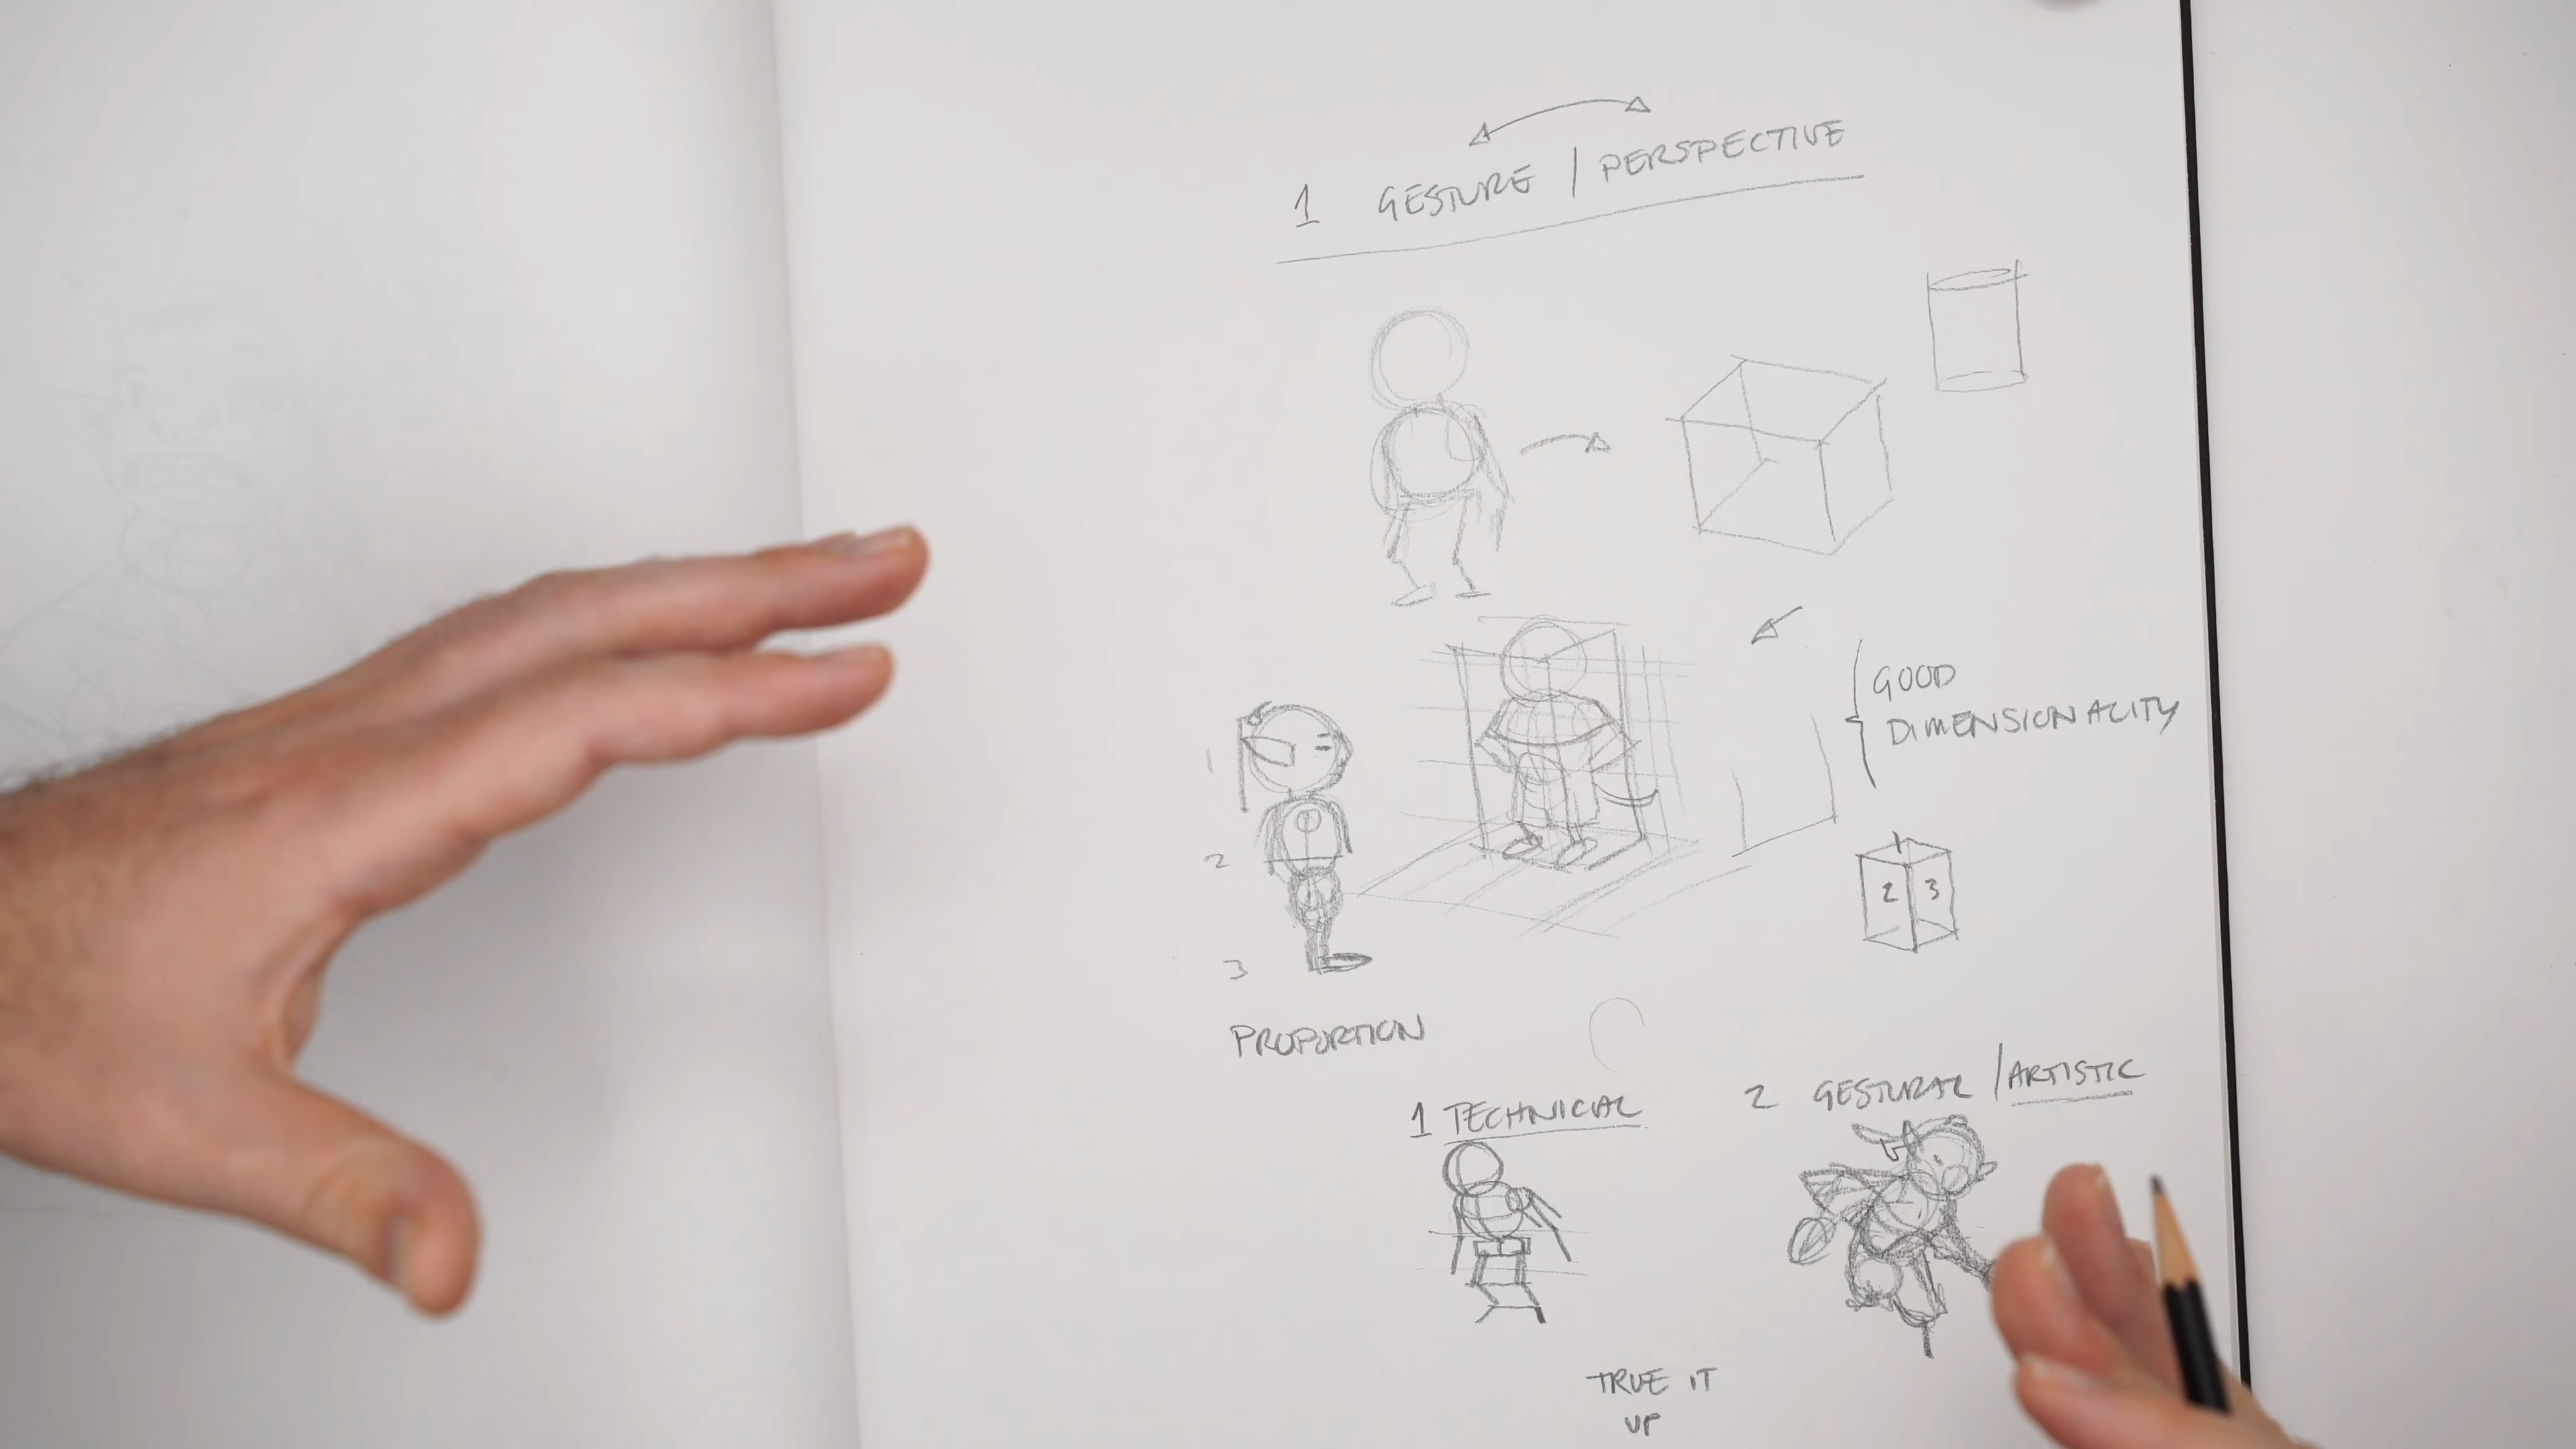 1 GESTURE / PERSPECTIVE
GOOD
DIMENSIONALITY
1
2
3
2 3
PROPORTION
1 TECHNICAL
2 GESTURAL / ARTISTIC
TRUE IT
UP